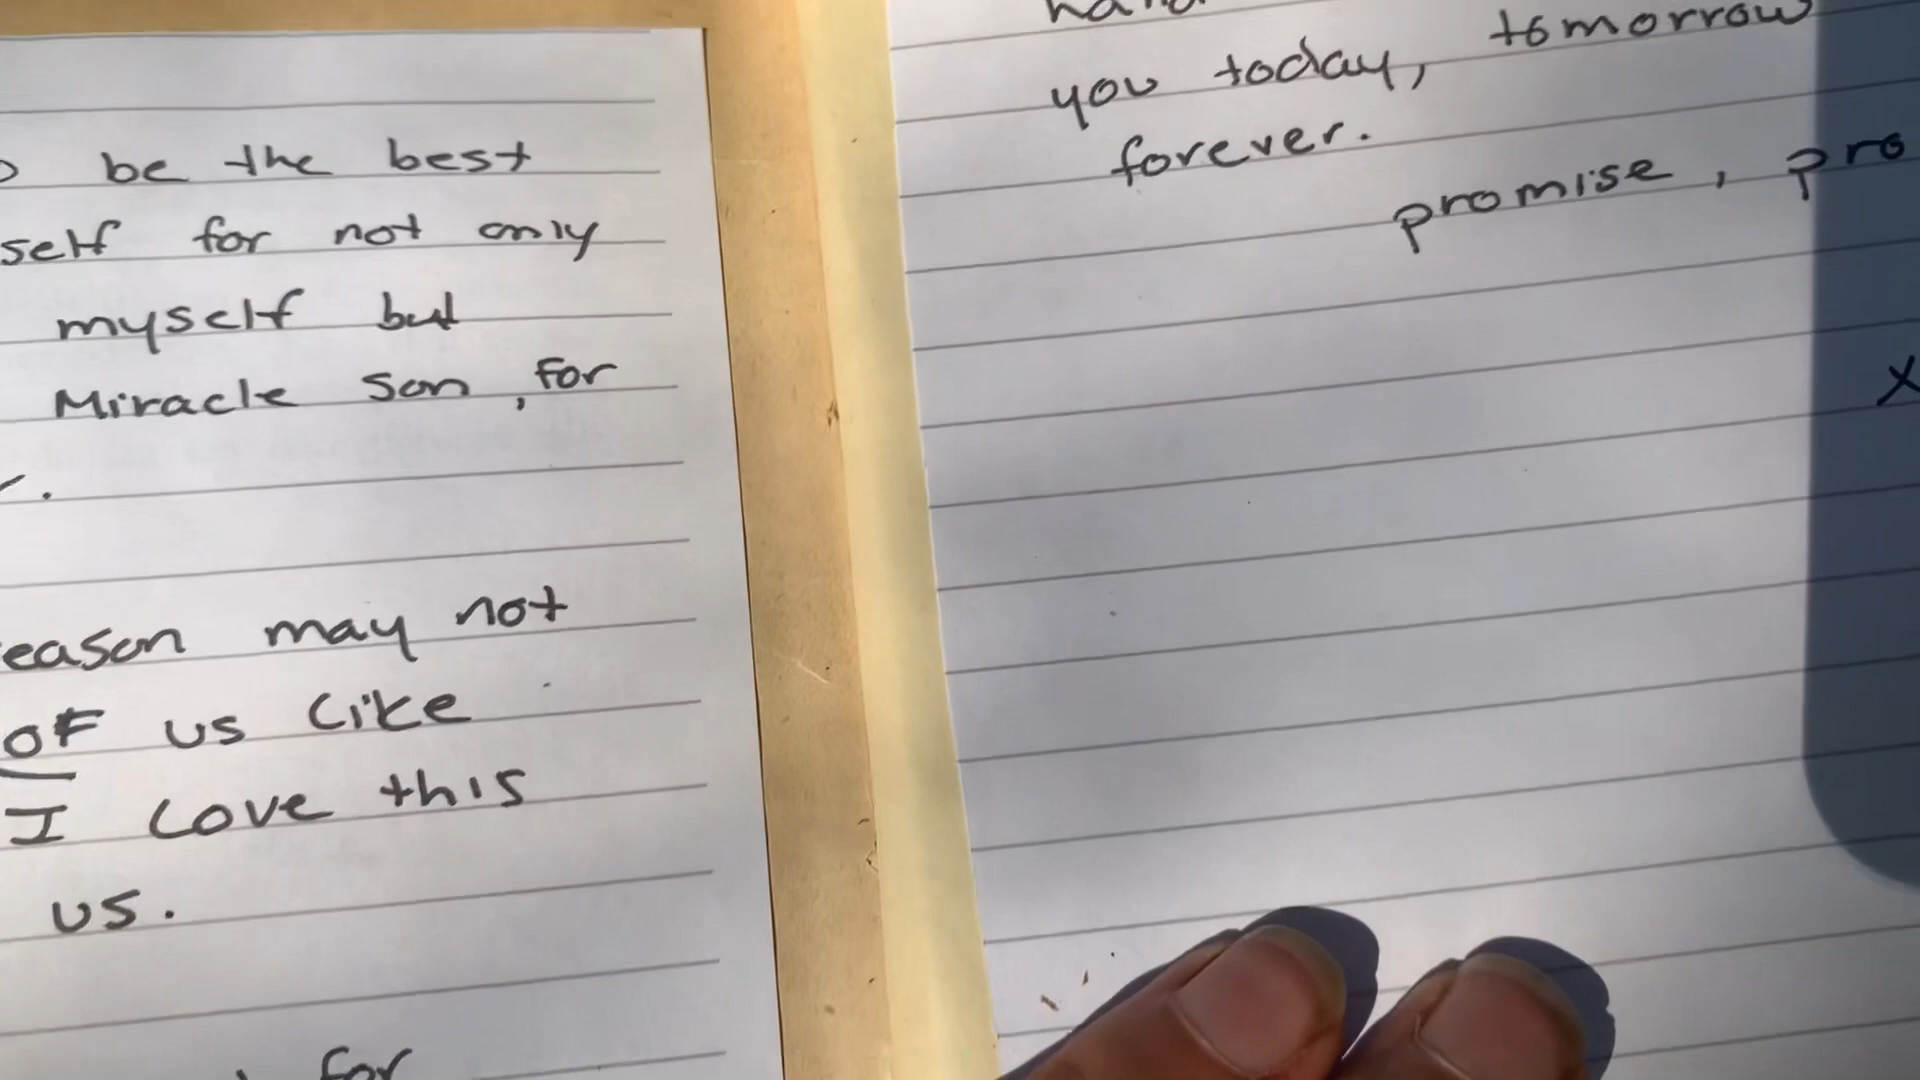 be the best
self for not only
myself but
Miracle Son, for
eason may not
of us like
I love this
us.
for
you today, tomorrow
forever.
promise, pro
x